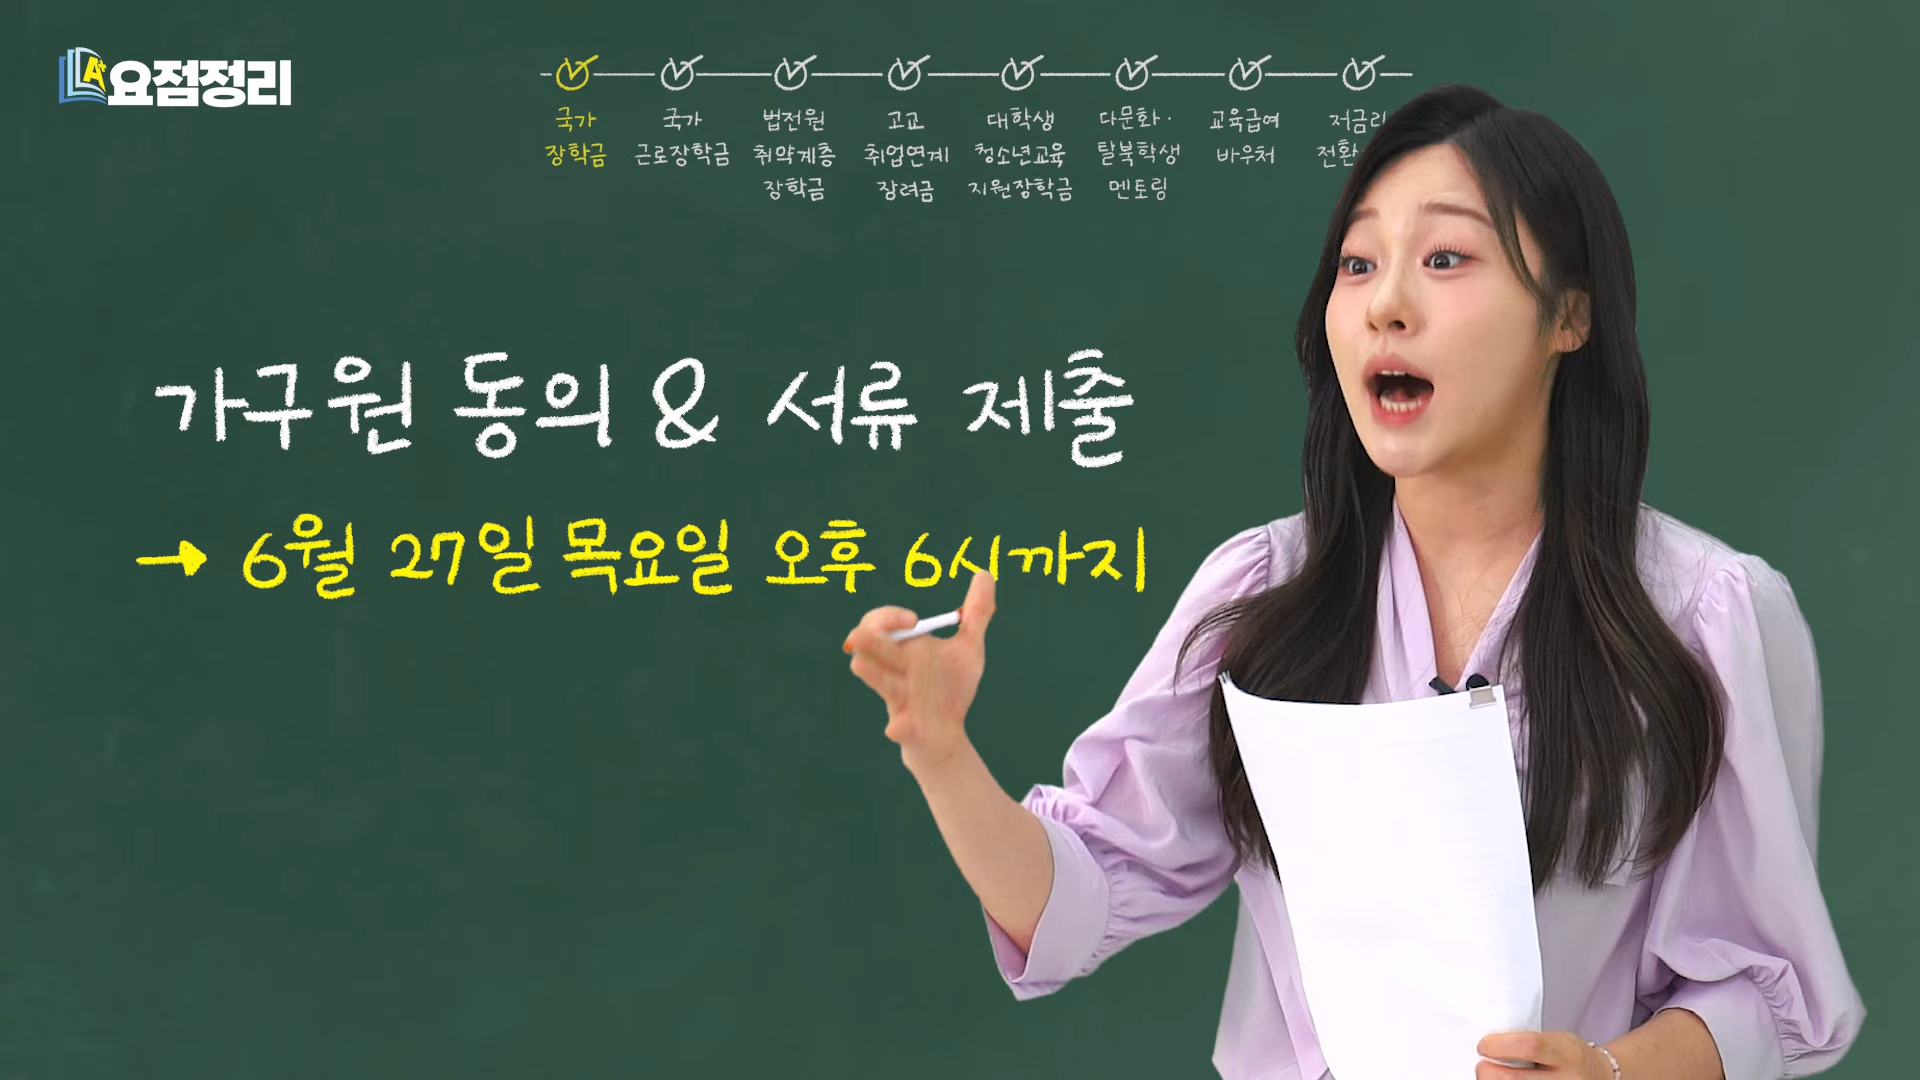 A+요점정리
국가
장학금
국가
근로장학금
법전원
취약계층
장학금
고교
취업연계
장려금
대학생
청소년교육
지원장학금
다문화·
탈북학생
멘토링
교육급여
바우처
저금리
전환
가구원 동의 & 서류 제출
→ 6월 27일 목요일 오후 6시까지